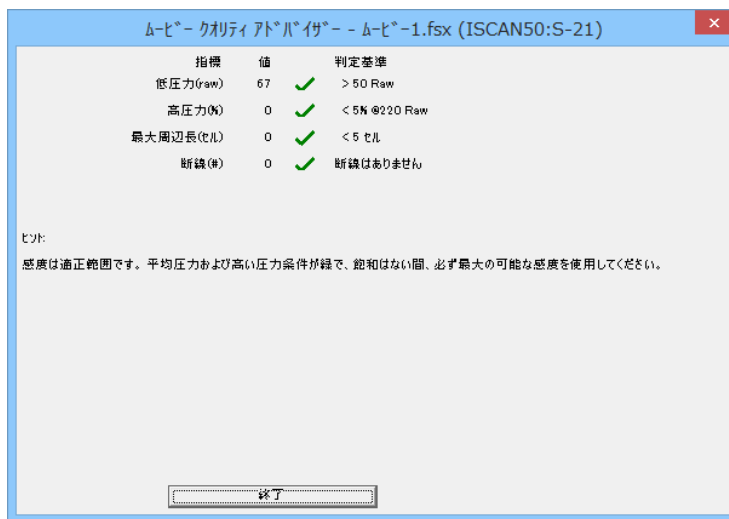 ﾑｰﾋﾞｰ ｸｵﾘﾃｨ ｱﾄﾞﾊﾞｲｻﾞｰ - ﾑｰﾋﾞｰ1.fsx (ISCAN50:S-21)
指標 値 判定基準
低圧力(raw) 67 ✓ > 50 Raw
高圧力(%) 0 ✓ < 5% @220 Raw
最大周辺長(ｾﾙ) 0 ✓ < 5 ｾﾙ
断線(#) 0 ✓ 断線はありません
ﾋﾝﾄ:
感度は適正範囲です。平均圧力および高い圧力条件が緑で、飽和はない間、必ず最大の可能な感度を使用してください。
終了